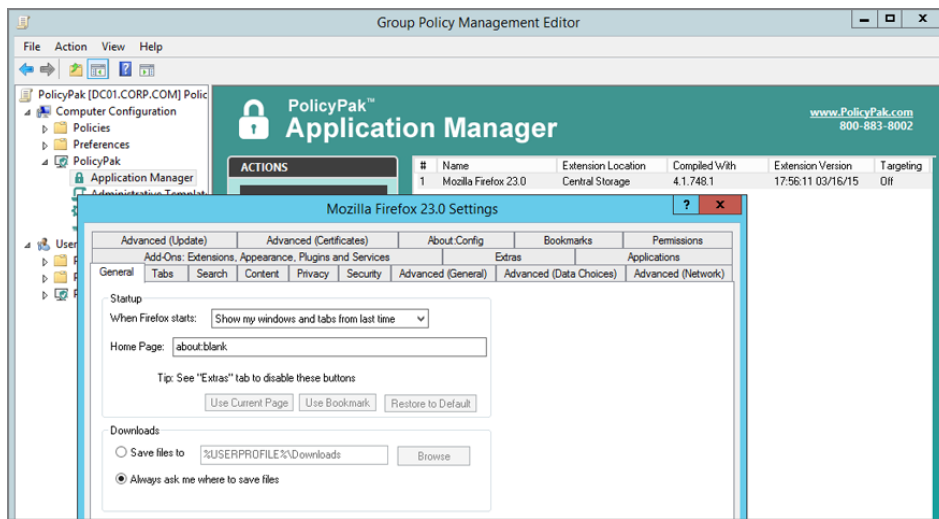 Group Policy Management Editor
File Action View Help
PolicyPak [DC01.CORP.COM] Polic
Computer Configuration
Policies
Preferences
PolicyPak
Application Manager
User
PolicyPak™
Application Manager
www.PolicyPak.com
800-883-8002
ACTIONS
# Name Extension Location Compiled With Extension Version Targeting
1 Mozilla Firefox 23.0 Central Storage 4.1.748.1 17:56:11 03/16/15 Off
Mozilla Firefox 23.0 Settings
Advanced (Update) Advanced (Certificates) About:Config Bookmarks Permissions
Add-Ons: Extensions, Appearance, Plugins and Services Extras Applications
General Tabs Search Content Privacy Security Advanced (General) Advanced (Data Choices) Advanced (Network)
Startup
When Firefox starts: Show my windows and tabs from last time
Home Page: about:blank
Tip: See "Extras" tab to disable these buttons
Use Current Page Use Bookmark Restore to Default
Downloads
Save files to %USERPROFILE%\Downloads Browse
Always ask me where to save files